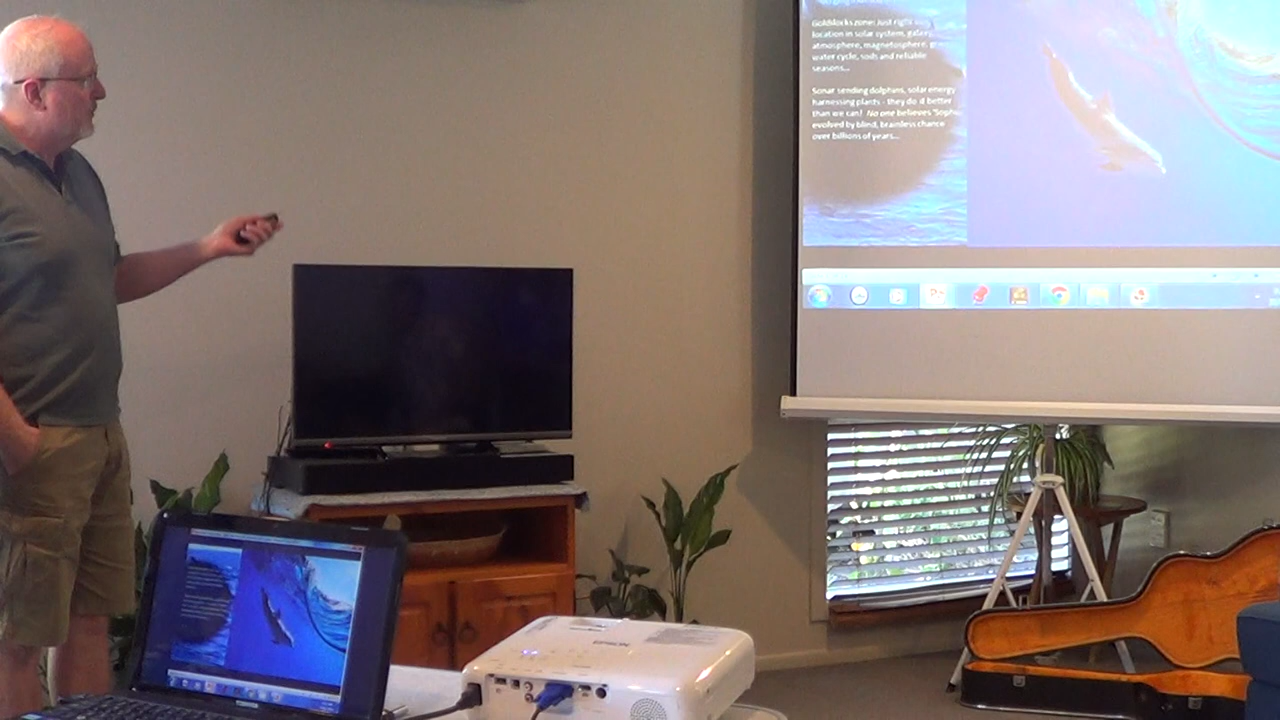 Goldilocks zone: Just right
location in solar system, galaxy,
atmosphere, magnetosphere,
water cycle, soils and reliable
seasons...
Sonar sending dolphins, solar energy
harnessing plants - they do it better
than we can! No one believes "Sophi
evolved by blind, brainless chance
over billions of years...